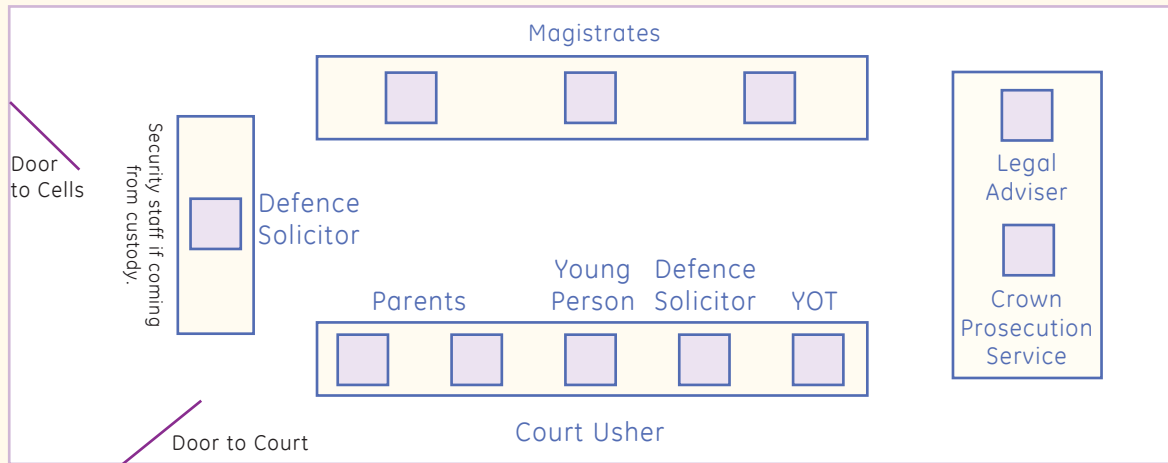 Magistrates
Door
to Cells
Security staff if coming
from custody.
Defence
Solicitor
Legal
Adviser
Crown
Prosecution
Service
Parents
Young
Person
Defence
Solicitor
YOT
Court Usher
Door to Court